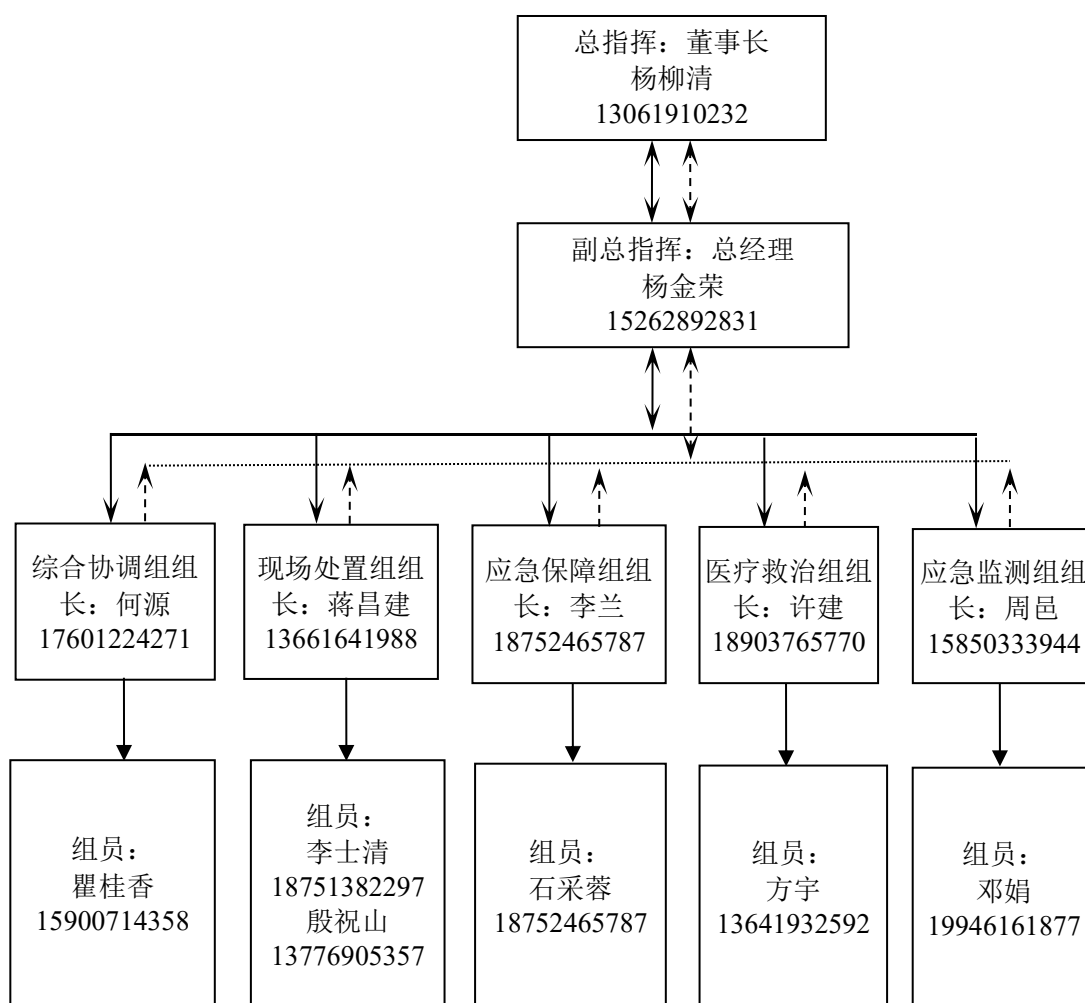 总指挥：董事长
杨柳清
13061910232
副总指挥：总经理
杨金荣
15262892831
综合协调组组
长：何源
17601224271
现场处置组组
长：蒋昌建
13661641988
应急保障组组
长：李兰
18752465787
医疗救治组组
长：许建
18903765770
应急监测组组
长：周邑
15850333944
组员：
瞿桂香
15900714358
组员：
李士清
18751382297
殷祝山
13776905357
组员：
石采蓉
18752465787
组员：
方宇
13641932592
组员：
邓娟
19946161877